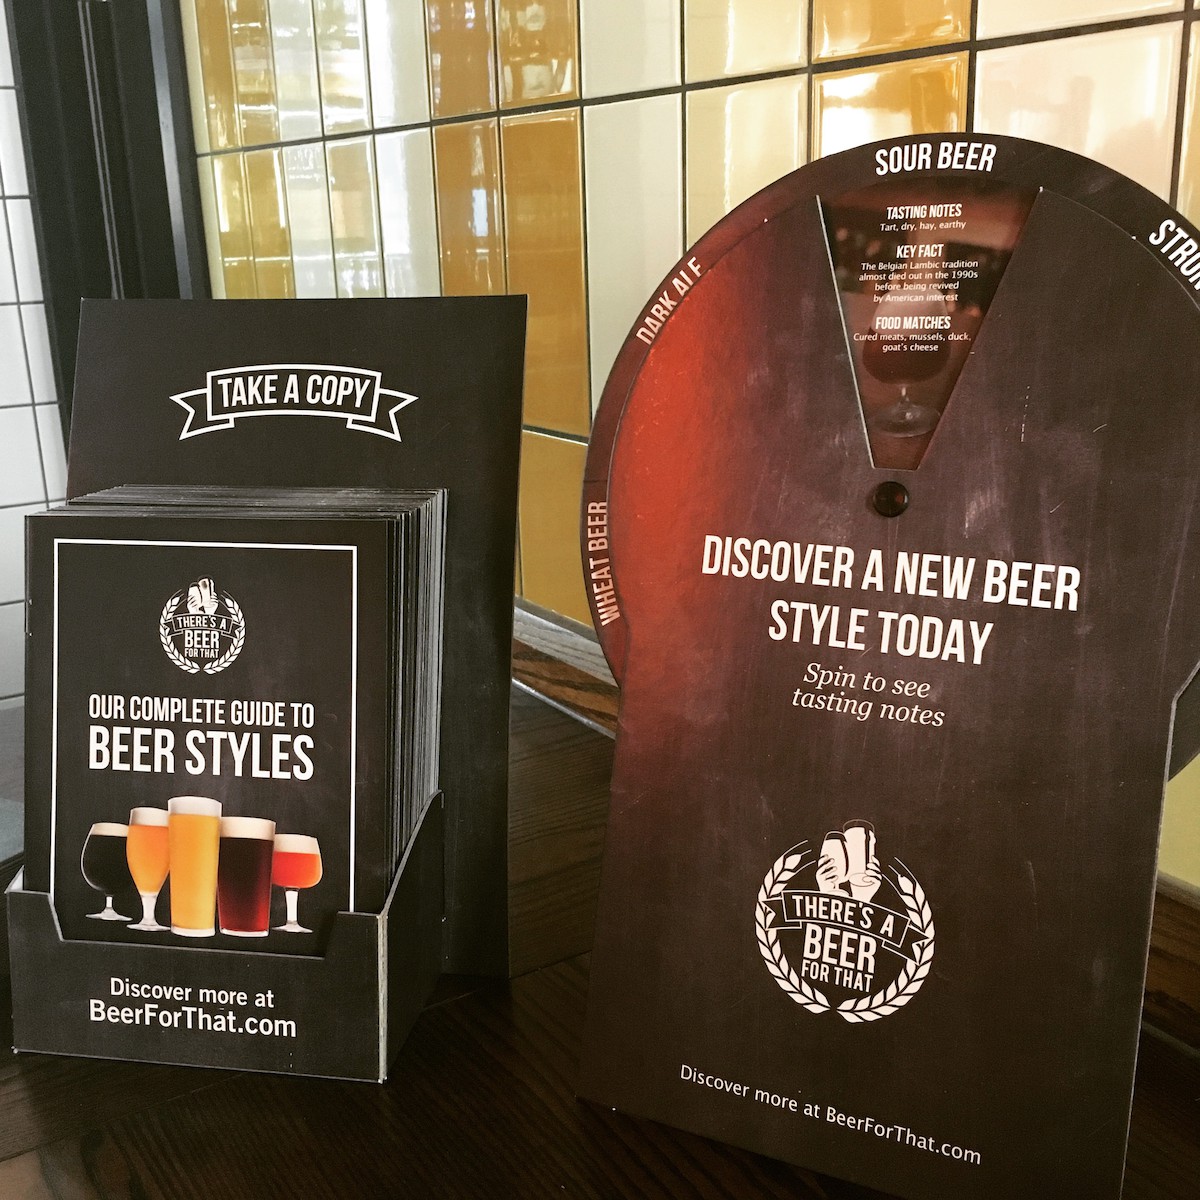 TAKE A COPY
THERE'S A
BEER
FOR THAT
OUR COMPLETE GUIDE TO
BEER STYLES
Discover more at
BeerForThat.com
SOUR BEER
STRON
DARK ALE
WHEAT BEER
TASTING NOTES
Tart, dry, hay, earthy
KEY FACT
The Belgian Lambic tradition
almost died out in the 1990s
before being revived
by American interest
FOOD MATCHES
Cured meats, mussels, duck,
goat's cheese
DISCOVER A NEW BEER
STYLE TODAY
Spin to see
tasting notes
THERE'S A
BEER
FOR THAT
Discover more at BeerForThat.com